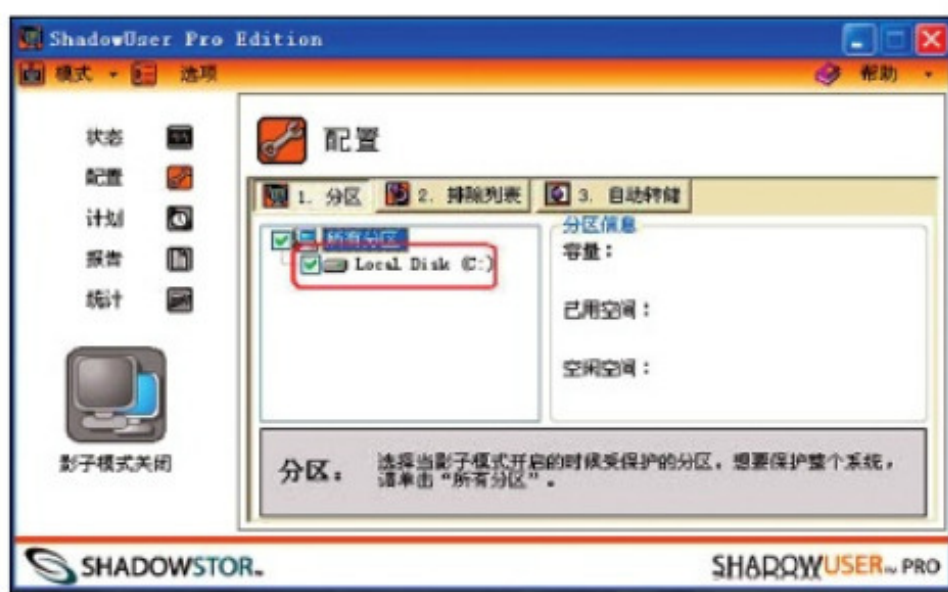 ShadowUser Pro Edition
模式 选项 帮助
状态
配置
计划
报告
统计
影子模式关闭
配置
1. 分区 2. 排除列表 3. 自动转储
所有分区
Local Disk (C:)
分区信息
容量：
已用空间：
空闲空间：
分区： 选择当影子模式开启的时候受保护的分区。想要保护整个系统，
请单击“所有分区”。
SHADOWSTOR™
SHADOWUSER™ PRO